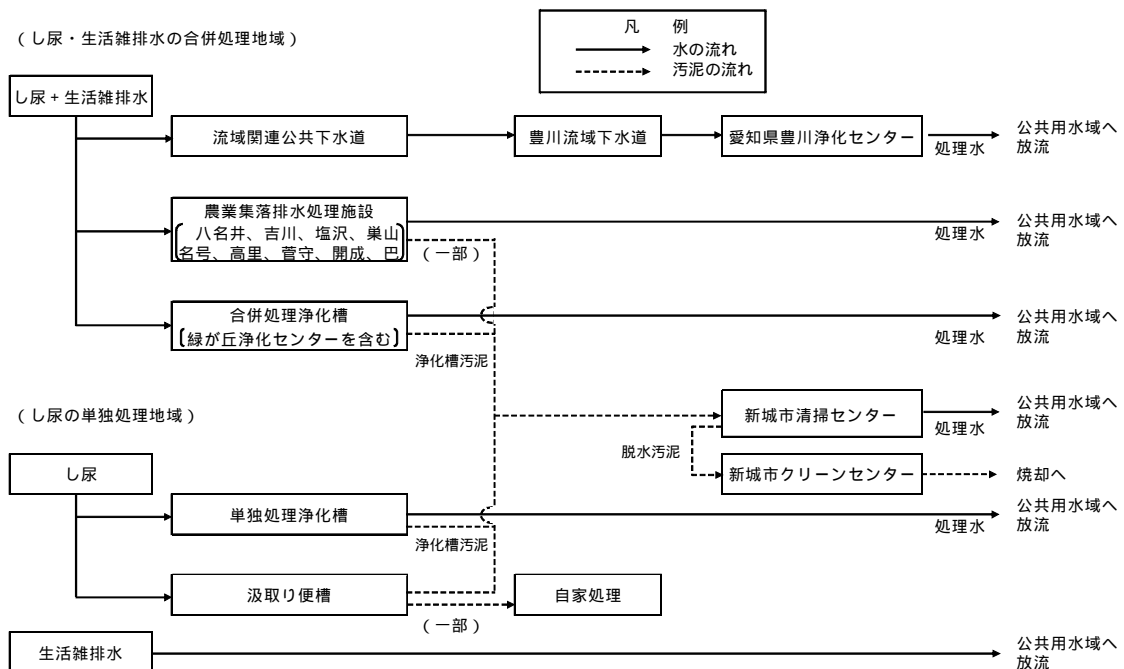 凡　例
水の流れ
汚泥の流れ
（し尿・生活雑排水の合併処理地域）
し尿＋生活雑排水
流域関連公共下水道
豊川流域下水道
愛知県豊川浄化センター
処理水
公共用水域へ
放流
農業集落排水処理施設
八名井、吉川、塩沢、巣山
名号、高里、菅守、開成、巴
（一部）
処理水
公共用水域へ
放流
合併処理浄化槽
〔緑が丘浄化センターを含む〕
浄化槽汚泥
処理水
公共用水域へ
放流
（し尿の単独処理地域）
新城市清掃センター
処理水
公共用水域へ
放流
脱水汚泥
し尿
新城市クリーンセンター
焼却へ
単独処理浄化槽
浄化槽汚泥
処理水
公共用水域へ
放流
汲取り便槽
（一部）
自家処理
生活雑排水
公共用水域へ
放流